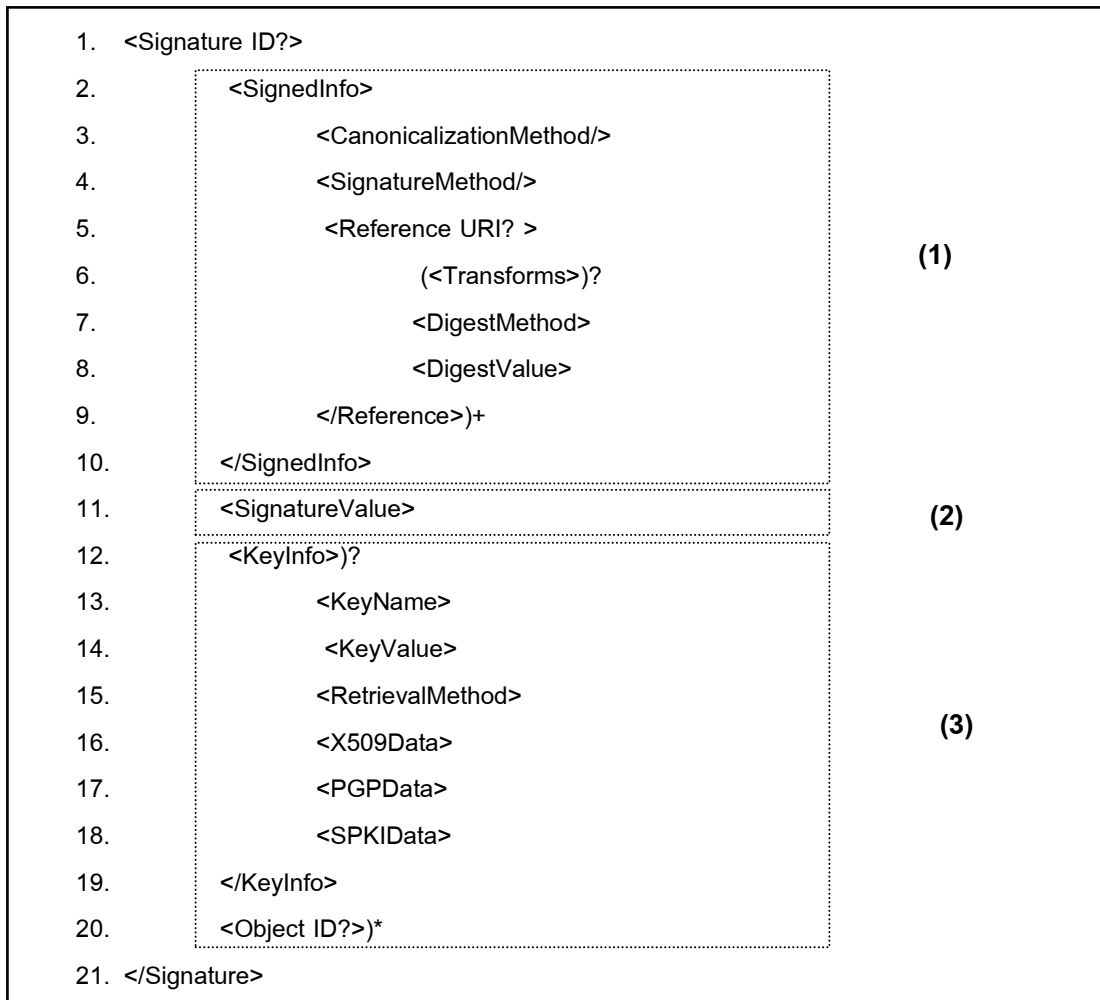 1. <Signature ID?>
2. <SignedInfo>
3. <CanonicalizationMethod/>
4. <SignatureMethod/>
5. <Reference URI? >
(1)
6. (<Transforms>)?
7. <DigestMethod>
8. <DigestValue>
9. </Reference>)+
10. </SignedInfo>
11. <SignatureValue>
(2)
12. <KeyInfo>)?
13. <KeyName>
14. <KeyValue>
15. <RetrievalMethod>
(3)
16. <X509Data>
17. <PGPData>
18. <SPKIData>
19. </KeyInfo>
20. <Object ID?>)*
21. </Signature>